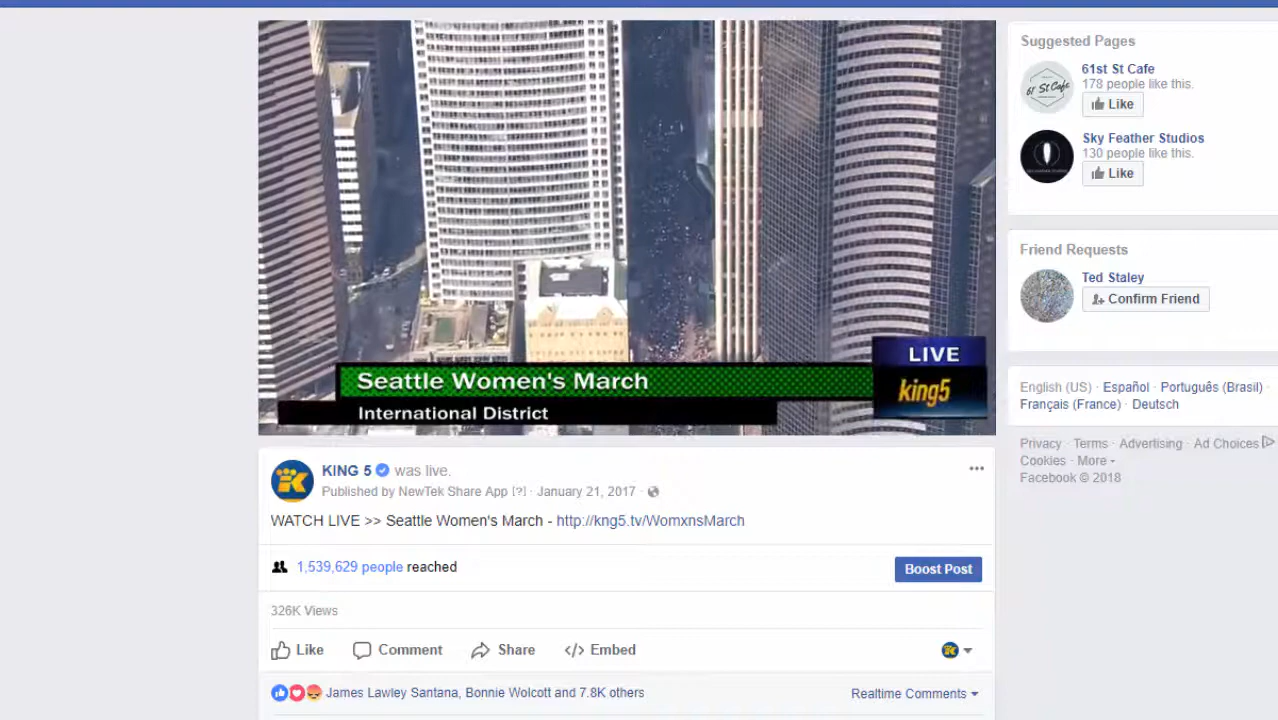 Seattle Women's March
International District
LIVE
king5
KING 5 was live.
Published by NewTek Share App [?] · January 21, 2017 ·
WATCH LIVE >> Seattle Women's March - http://kng5.tv/WomxnsMarch
1,539,629 people reached
Boost Post
326K Views
Like
Comment
Share
Embed
James Lawley Santana, Bonnie Wolcott and 7.8K others
Realtime Comments
Suggested Pages
61 St Cafe
61st St Cafe
178 people like this.
Like
Sky Feather Studios
130 people like this.
Like
Friend Requests
Ted Staley
Confirm Friend
English (US) · Español · Português (Brasil) ·
Français (France) · Deutsch
Privacy · Terms · Advertising · Ad Choices
Cookies · More
Facebook © 2018